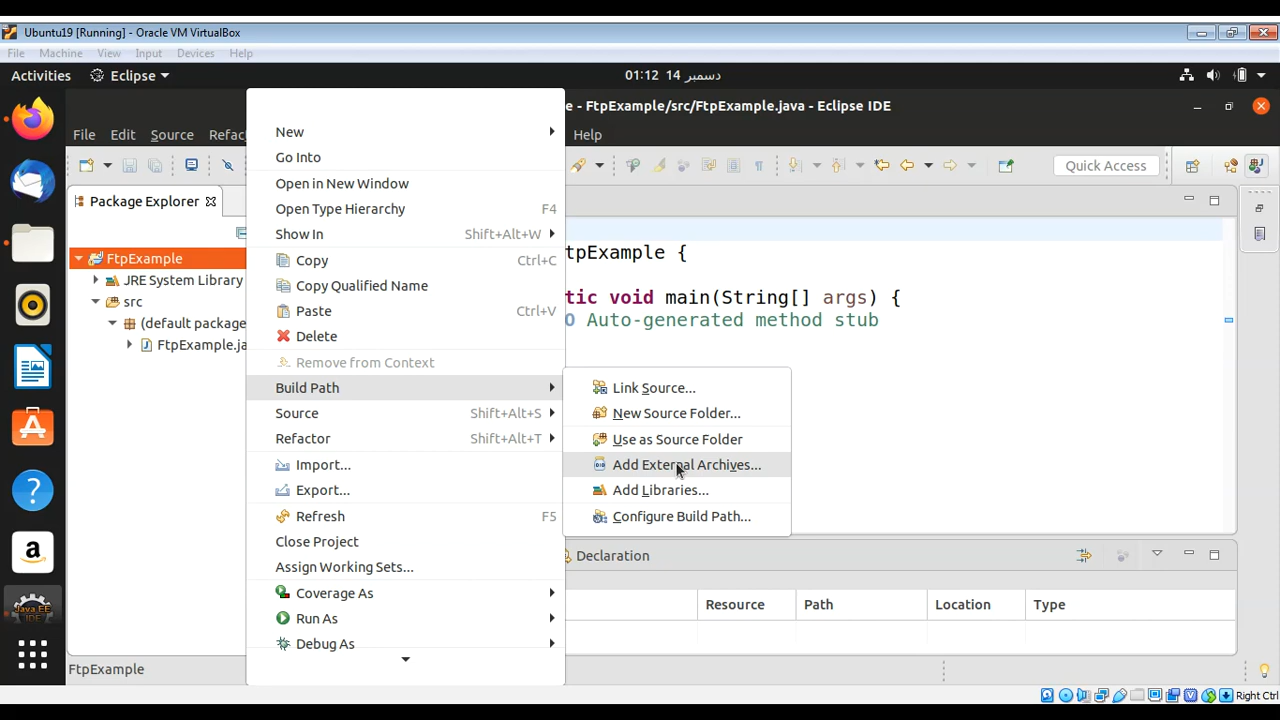 Ubuntu19 [Running] - Oracle VM VirtualBox
File Machine View Input Devices Help
Activities Eclipse 01:12 14 دسمبر
e - FtpExample/src/FtpExample.java - Eclipse IDE
File Edit Source Refac Help
Quick Access
Package Explorer
FtpExample
JRE System Library
src
(default package
FtpExample.ja
New
Go Into
Open in New Window
Open Type Hierarchy F4
Show In Shift+Alt+W
Copy Ctrl+C
Copy Qualified Name
Paste Ctrl+V
Delete
Remove from Context
Build Path
Source Shift+Alt+S
Refactor Shift+Alt+T
Import...
Export...
Refresh F5
Close Project
Assign Working Sets...
Coverage As
Run As
Debug As
Link Source...
New Source Folder...
Use as Source Folder
Add External Archives...
Add Libraries...
Configure Build Path...
tpExample {
tic void main(String[] args) {
O Auto-generated method stub
Declaration
Resource Path Location Type
Java EE
IDE
FtpExample
Right Ctrl